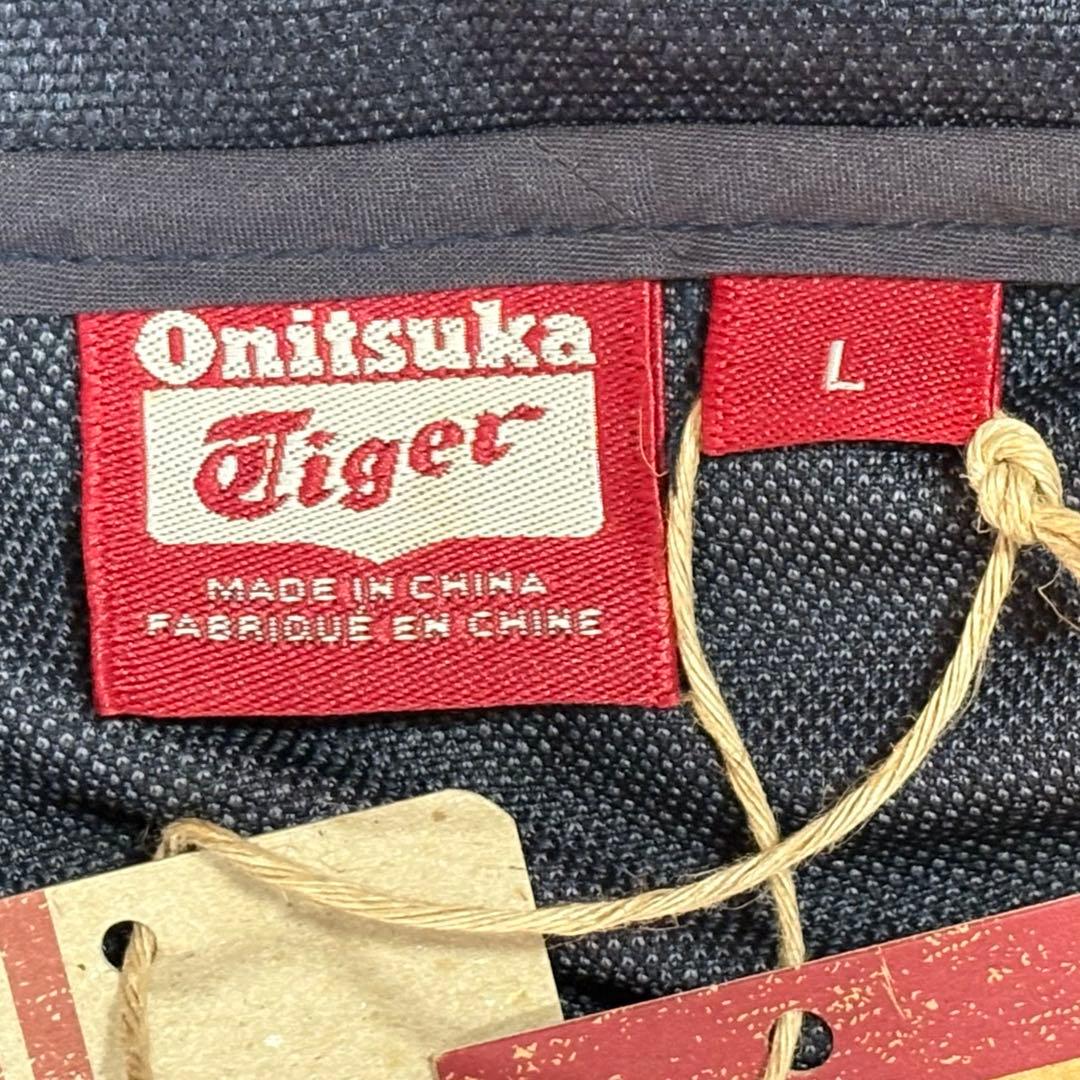 Onitsuka
Tiger
MADE IN CHINA
FABRIQUÉ EN CHINE
L